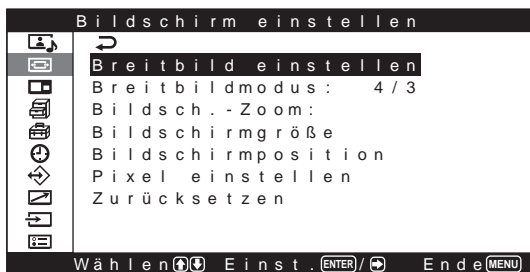 Bildschirm einstellen
Breitbild einstellen
Breitbildmodus: 4/3
Bildsch.-Zoom:
Bildschirmgröße
Bildschirmposition
Pixel einstellen
Zurücksetzen
Wählen Einst. ENTER / Ende MENU